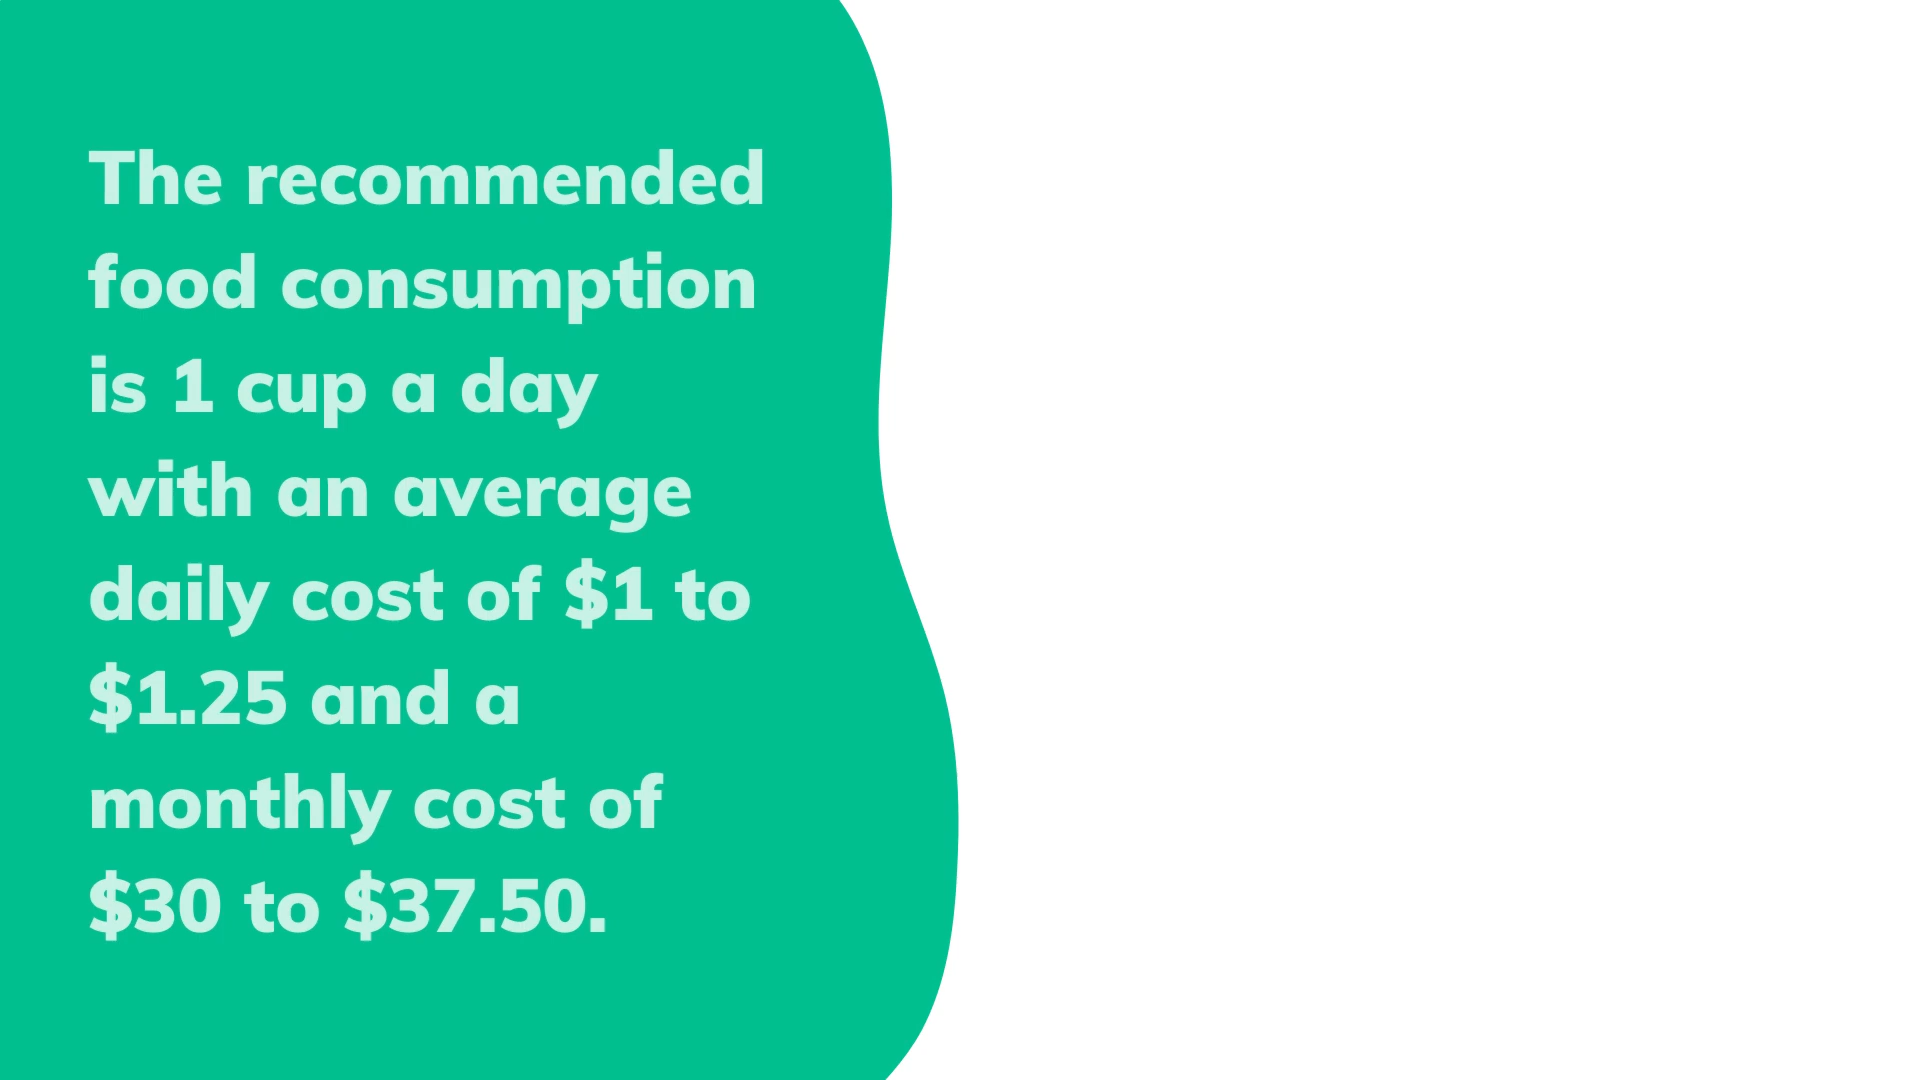 The recommended
food consumption
is 1 cup a day
with an average
daily cost of $1 to
$1.25 and a
monthly cost of
$30 to $37.50.